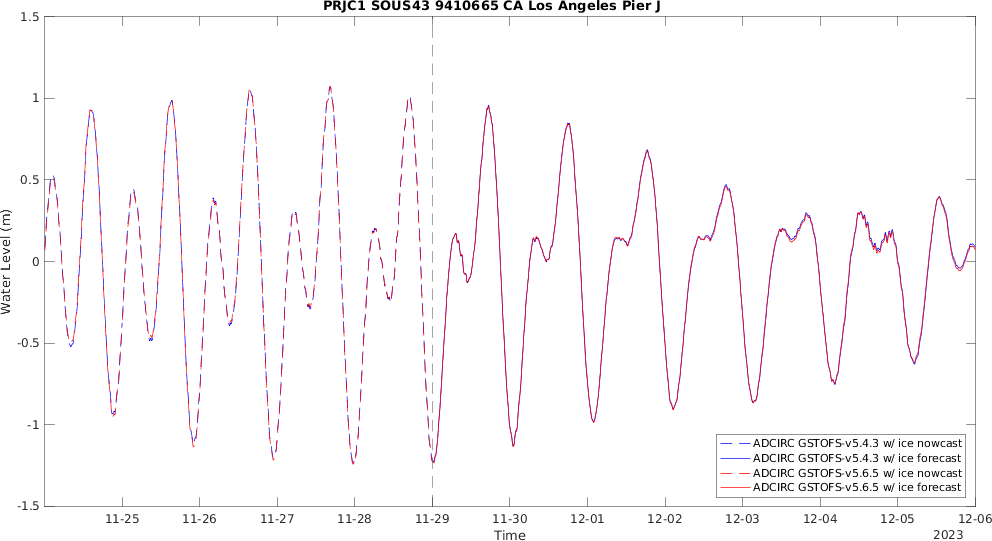 PRJC1 SOUS43 9410665 CA Los Angeles Pier J
1.5
1
0.5
0
-0.5
-1
-1.5
Water Level (m)
ADCIRC GSTOFS-v5.4.3 w/ ice nowcast
ADCIRC GSTOFS-v5.4.3 w/ ice forecast
ADCIRC GSTOFS-v5.6.5 w/ ice nowcast
ADCIRC GSTOFS-v5.6.5 w/ ice forecast
11-25 11-26 11-27 11-28 11-29 11-30 12-01 12-02 12-03 12-04 12-05 12-06
Time
2023